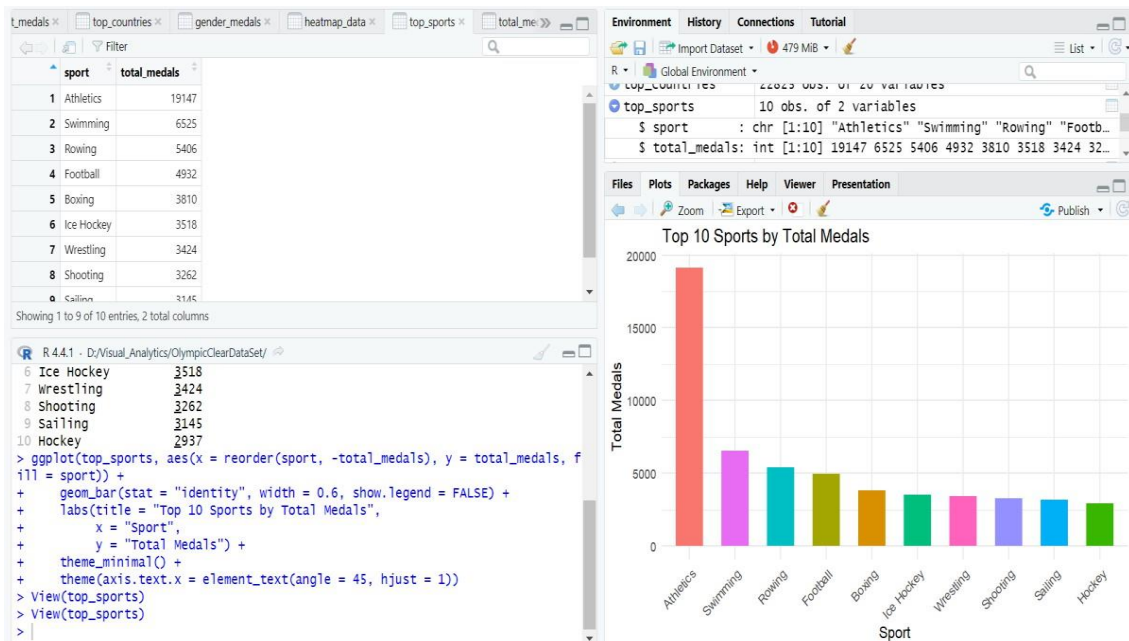 t_medals
top_countries
gender_medals
heatmap_data
top_sports
total_me
Filter
sport total_medals
1 Athletics 19147
2 Swimming 6525
3 Rowing 5406
4 Football 4932
5 Boxing 3810
6 Ice Hockey 3518
7 Wrestling 3424
8 Shooting 3262
9 Sailing 3145
Showing 1 to 9 of 10 entries, 2 total columns
R 4.4.1 · D:/Visual_Analytics/OlympicClearDataSet/
6 Ice Hockey 3518
7 Wrestling 3424
8 Shooting 3262
9 Sailing 3145
10 Hockey 2937
> ggplot(top_sports, aes(x = reorder(sport, -total_medals), y = total_medals, f
ill = sport)) +
+ geom_bar(stat = "identity", width = 0.6, show.legend = FALSE) +
+ labs(title = "Top 10 Sports by Total Medals",
+ x = "Sport",
+ y = "Total Medals") +
+ theme_minimal() +
+ theme(axis.text.x = element_text(angle = 45, hjust = 1))
> View(top_sports)
> View(top_sports)
>
Environment History Connections Tutorial
Import Dataset 479 MiB List
R Global Environment
top_countries 22825 obs. of 20 variables
top_sports 10 obs. of 2 variables
$ sport : chr [1:10] "Athletics" "Swimming" "Rowing" "Footb…
$ total_medals: int [1:10] 19147 6525 5406 4932 3810 3518 3424 32…
Files Plots Packages Help Viewer Presentation
Zoom Export Publish
Top 10 Sports by Total Medals
20000
15000
10000
5000
0
Total Medals
Athletics
Swimming
Rowing
Football
Boxing
Ice Hockey
Wrestling
Shooting
Sailing
Hockey
Sport